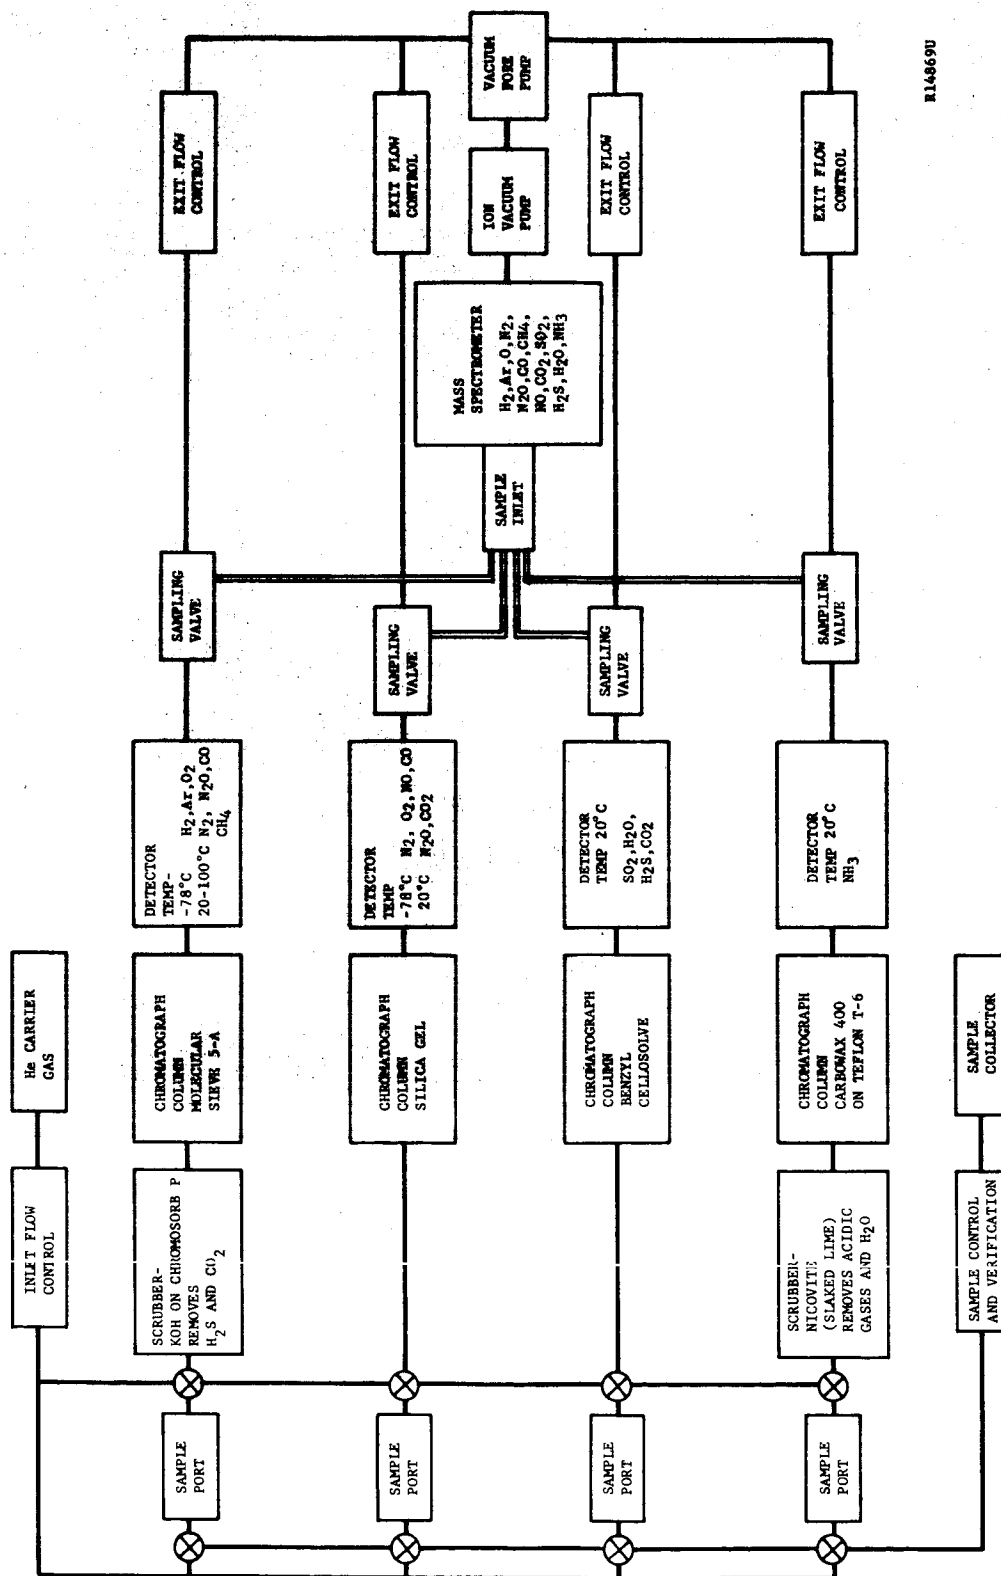 He CARRIER
GAS
INLET FLOW
CONTROL
SAMPLE
PORT
SCRUBBER-
KOH ON CHROMOSORB P
REMOVES
H2S AND CO2
CHROMATOGRAPH
COLUMN
MOLECULAR
SIEVE 5-A
DETECTOR
TEMP-
-78°C H2,Ar,O2
20-100°C N2, N2O,CO
CH4
SAMPLING
VALVE
EXIT FLOW
CONTROL
SAMPLE
PORT
CHROMATOGRAPH
COLUMN
SILICA GEL
DETECTOR
TEMP
-78°C N2, O2,NO,CO
20°C N2O,CO2
SAMPLING
VALVE
EXIT FLOW
CONTROL
SAMPLE
INLET
MASS
SPECTROMETER
H2,Ar,O,N2,
N2O,CO,CH4,
NO,CO2,SO2,
H2S,H2O,NH3
ION
VACUUM
PUMP
VACUUM
FORE
PUMP
SAMPLE
PORT
CHROMATOGRAPH
COLUMN
BENZYL
CELLOSOLVE
DETECTOR
TEMP 20°C
SO2,H2O,
H2S,CO2
SAMPLING
VALVE
EXIT FLOW
CONTROL
SAMPLE
PORT
SCRUBBER-
NICOVITE
(SLAKED LIME)
REMOVES ACIDIC
GASES AND H2O
CHROMATOGRAPH
COLUMN
CARBOWAX 400
ON TEFLON T-6
DETECTOR
TEMP 20°C
NH3
SAMPLING
VALVE
EXIT FLOW
CONTROL
SAMPLE CONTROL
AND VERIFICATION
SAMPLE
COLLECTOR
R14869U